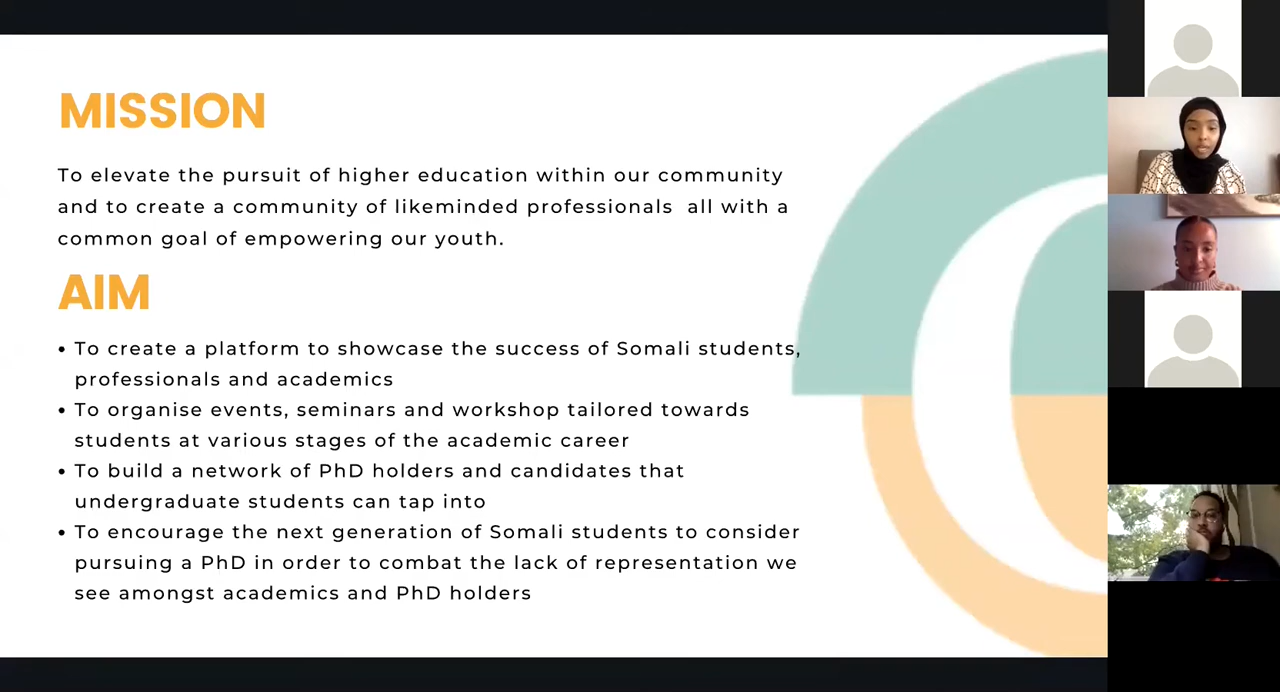 MISSION
To elevate the pursuit of higher education within our community
and to create a community of likeminded professionals  all with a
common goal of empowering our youth.
AIM
• To create a platform to showcase the success of Somali students,
professionals and academics
• To organise events, seminars and workshop tailored towards
students at various stages of the academic career
• To build a network of PhD holders and candidates that
undergraduate students can tap into
• To encourage the next generation of Somali students to consider
pursuing a PhD in order to combat the lack of representation we
see amongst academics and PhD holders